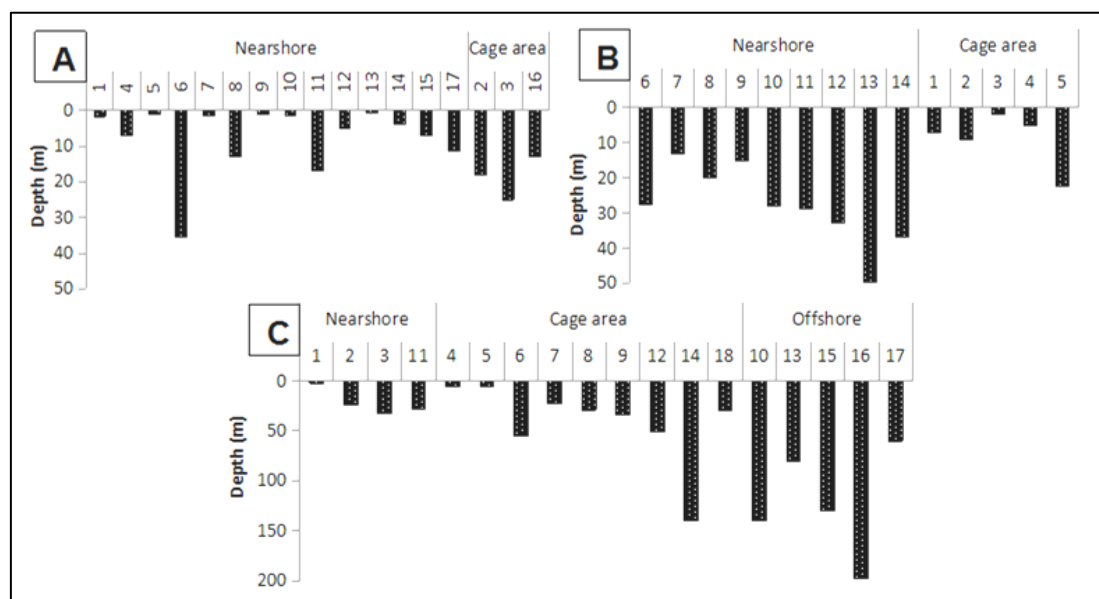 A
Nearshore
Cage area
1 4 5 6 7 8 9 10 11 12 13 14 15 17 2 3 16
0
10
20
30
40
50
Depth (m)
B
Nearshore
Cage area
6 7 8 9 10 11 12 13 14 1 2 3 4 5
0
10
20
30
40
50
Depth (m)
C
Nearshore
Cage area
Offshore
1 2 3 11 4 5 6 7 8 9 12 14 18 10 13 15 16 17
0
50
100
150
200
Depth (m)